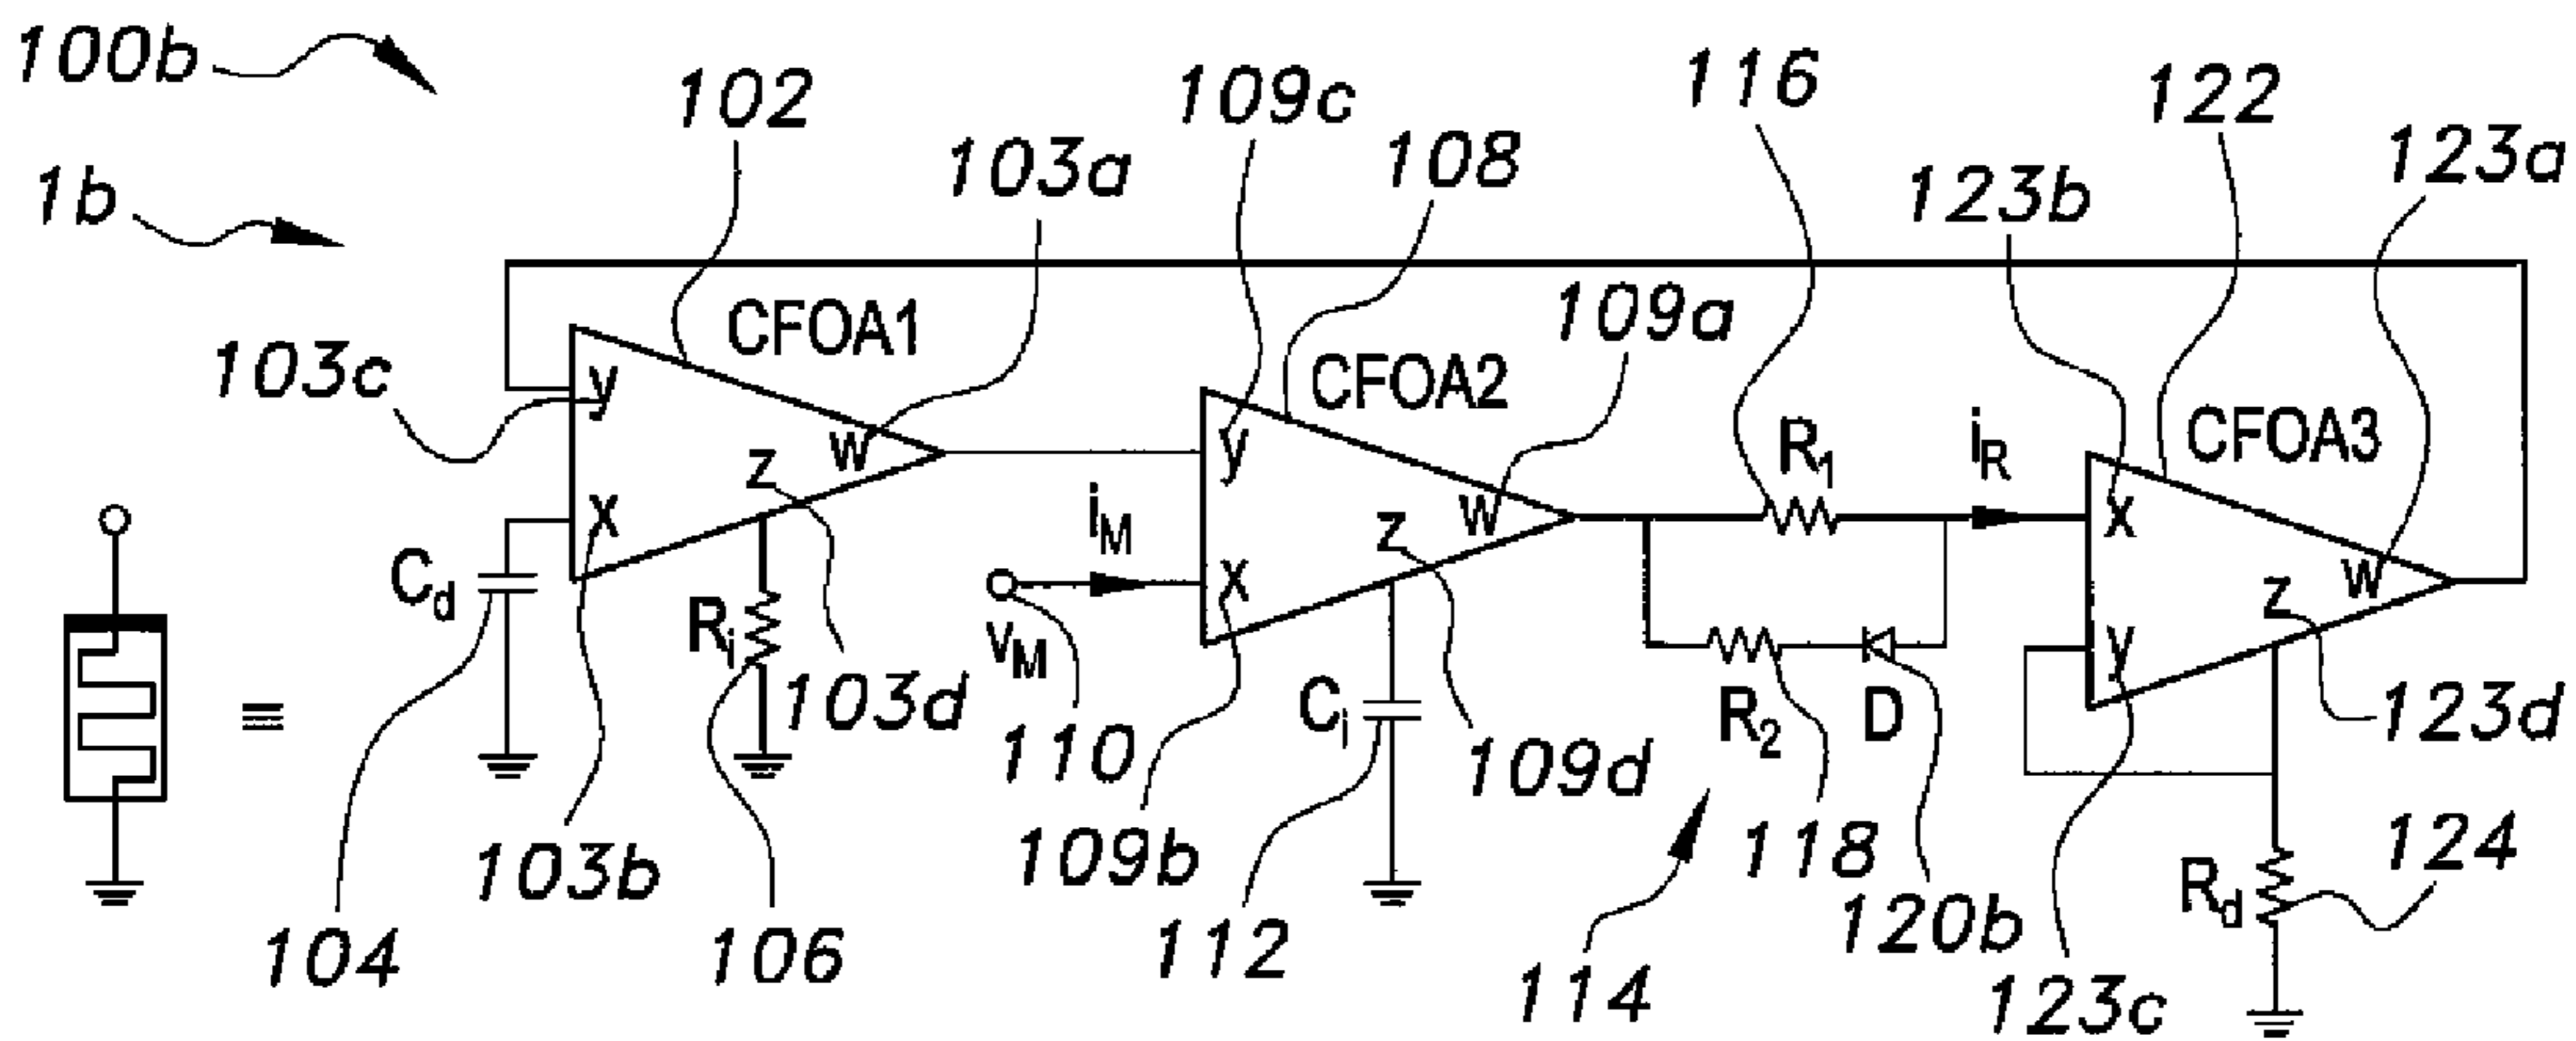 100b
1b
102
103a
109c
108
116
122
123b
123a
103c
CFOA1
y
x
z
w
Cd
Ri
104
103b
106
103d
109a
CFOA2
y
x
z
w
iM
vM
110
109b
Ci
112
109d
R1
iR
R2
D
114
118
120b
CFOA3
x
y
z
w
123d
123c
Rd
124
≡